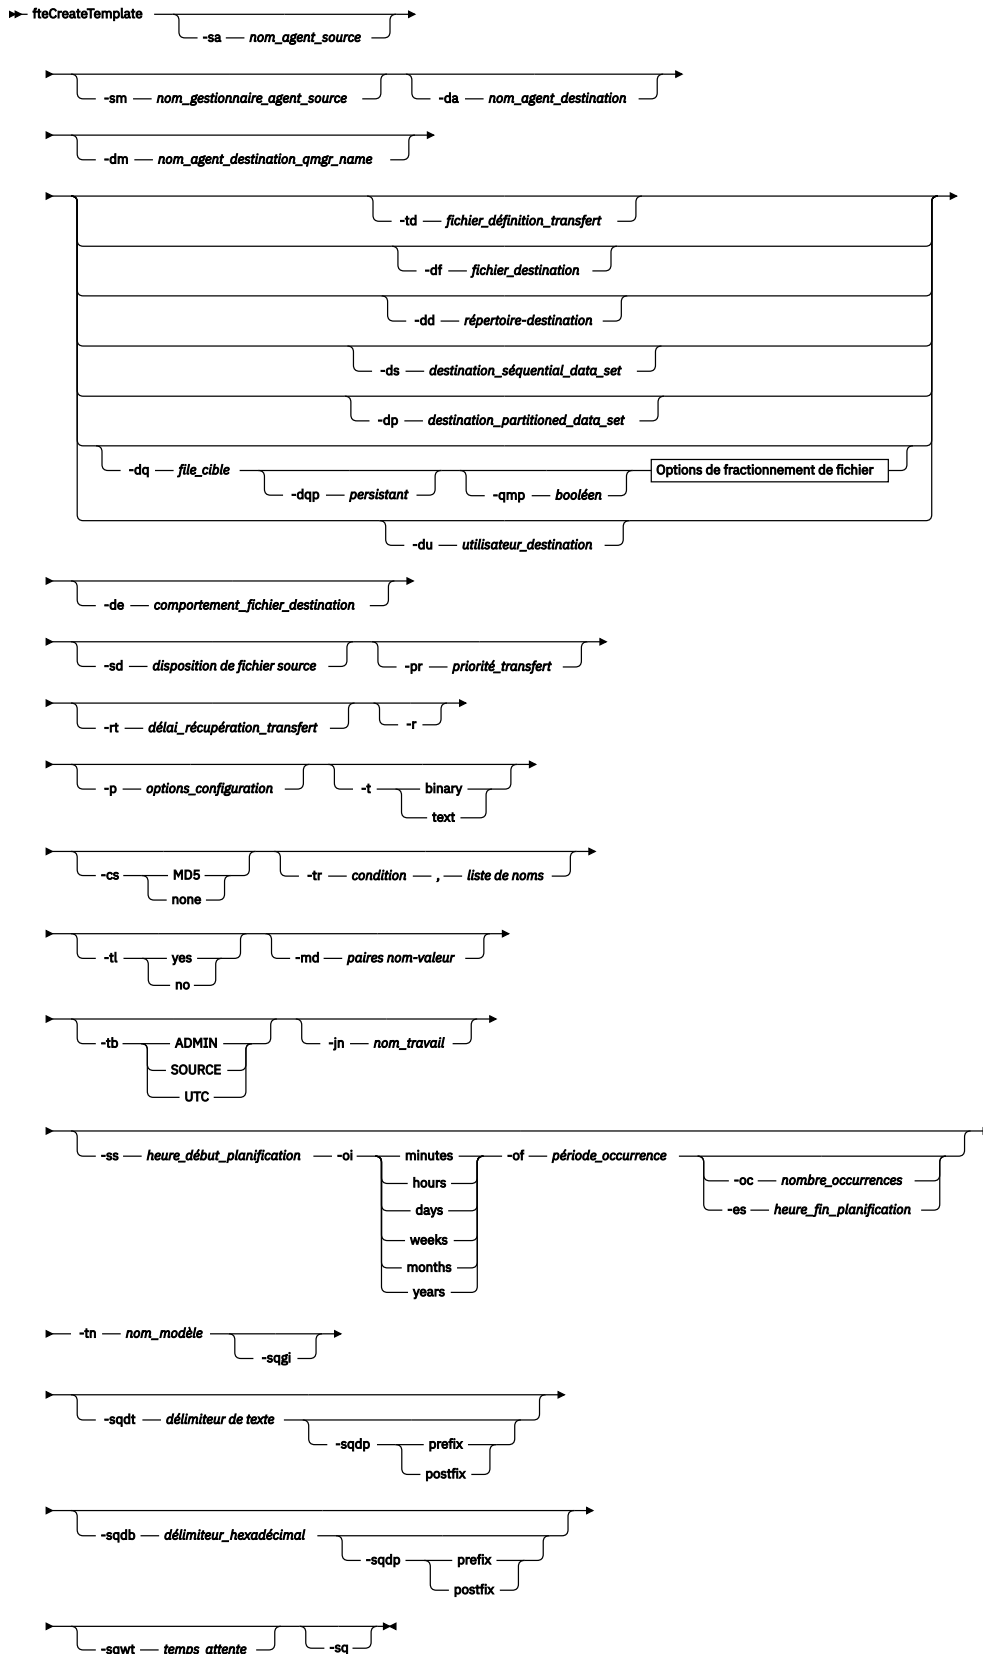 fteCreateTemplate
-sa nom_agent_source
-sm nom_gestionnaire_agent_source -da nom_agent_destination
-dm nom_agent_destination_qmgr_name
-td fichier_définition_transfert
-df fichier_destination
-dd répertoire-destination
-ds destination_séquential_data_set
-dp destination_partitioned_data_set
-dq file_cible Options de fractionnement de fichier
-dqp persistant -qmp booléen
-du utilisateur_destination
-de comportement_fichier_destination
-sd disposition de fichier source -pr priorité_transfert
-rt délai_récupération_transfert -r
-p options_configuration -t binary
text
-cs MD5 -tr condition , liste de noms
none
-tl yes -md paires nom-valeur
no
-tb ADMIN -jn nom_travail
SOURCE
UTC
-ss heure_début_planification -oi minutes -of période_occurrence
hours -oc nombre_occurrences
days -es heure_fin_planification
weeks
months
years
-tn nom_modèle
-sqgi
-sqdt délimiteur de texte
-sqdp prefix
postfix
-sqdb délimiteur_hexadécimal
-sqdp prefix
postfix
-sqwt temps_attente -sq